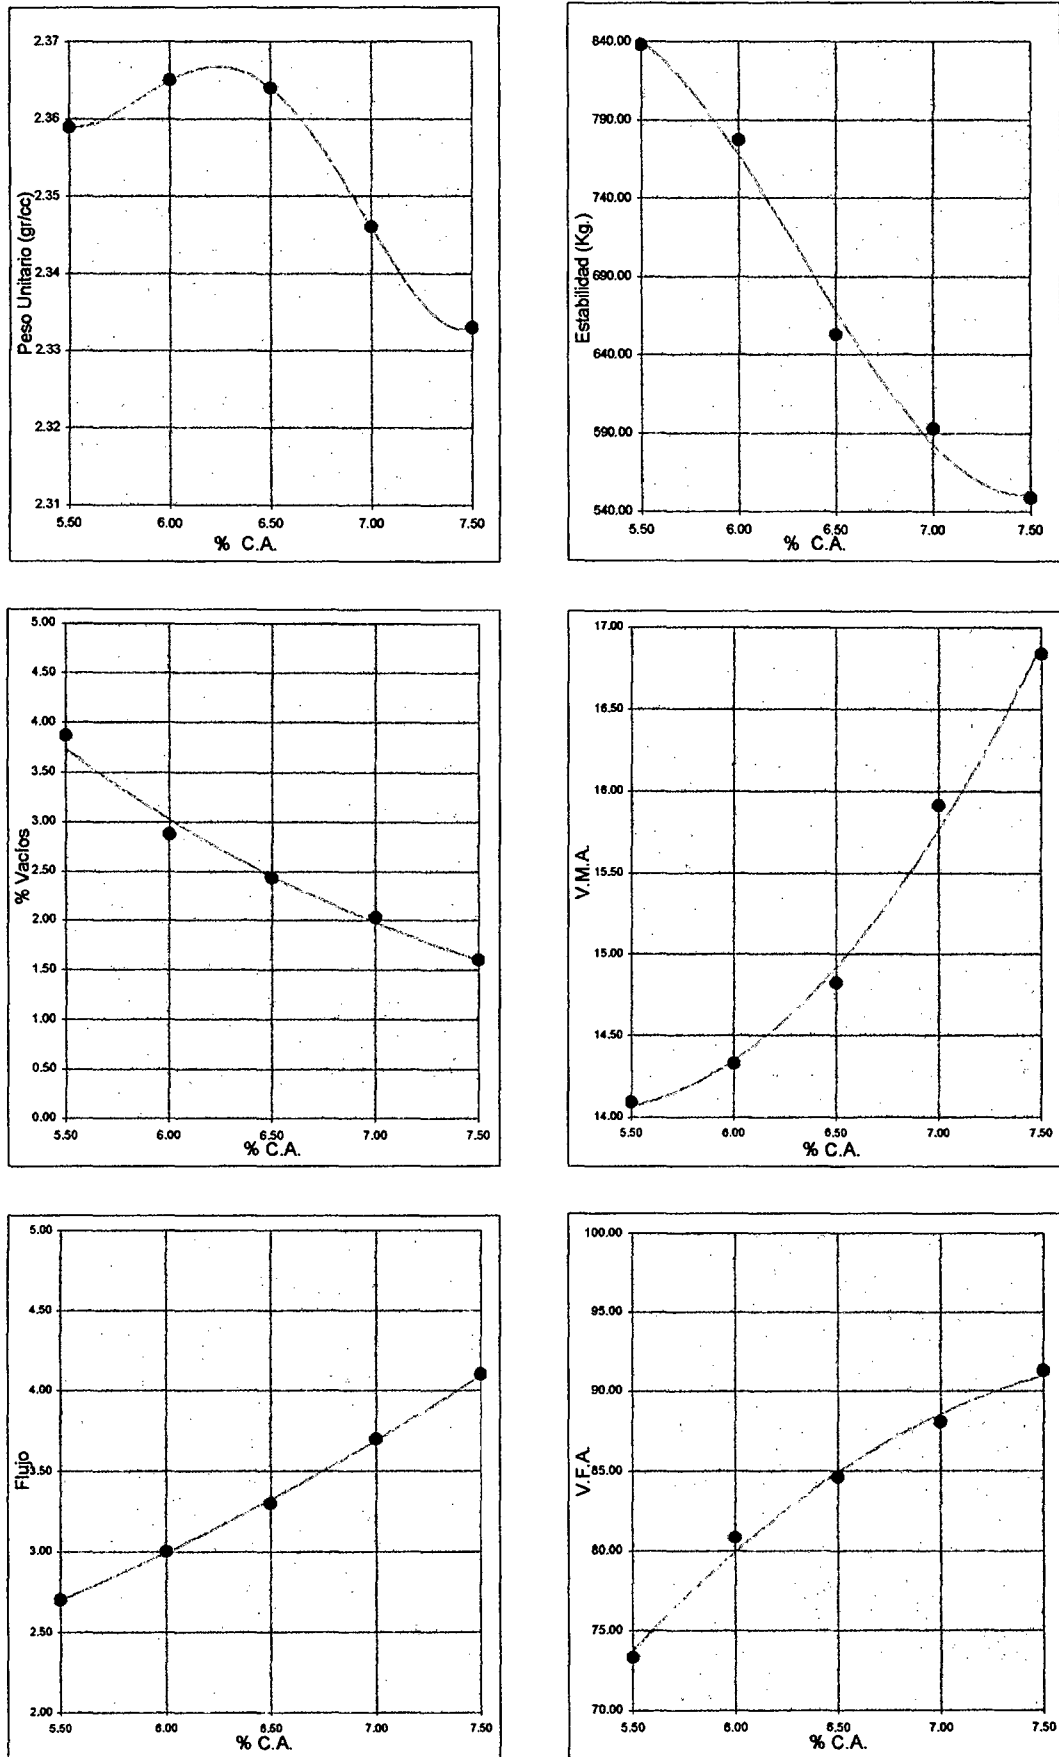 2.37
2.36
2.35
2.34
2.33
2.32
2.31
Peso Unitario (gr/cc)
5.50 6.00 6.50 7.00 7.50
% C.A.
840.00
790.00
740.00
690.00
640.00
590.00
540.00
Estabilidad (Kg.)
5.50 6.00 6.50 7.00 7.50
% C.A.
5.00
4.50
4.00
3.50
3.00
2.50
2.00
1.50
1.00
0.50
0.00
% Vacíos
5.50 6.00 6.50 7.00 7.50
% C.A.
17.00
16.50
16.00
15.50
15.00
14.50
14.00
V.M.A.
5.50 6.00 6.50 7.00 7.50
% C.A.
5.00
4.50
4.00
3.50
3.00
2.50
2.00
Flujo
5.50 6.00 6.50 7.00 7.50
% C.A.
100.00
95.00
90.00
85.00
80.00
75.00
70.00
V.F.A.
5.50 6.00 6.50 7.00 7.50
% C.A.